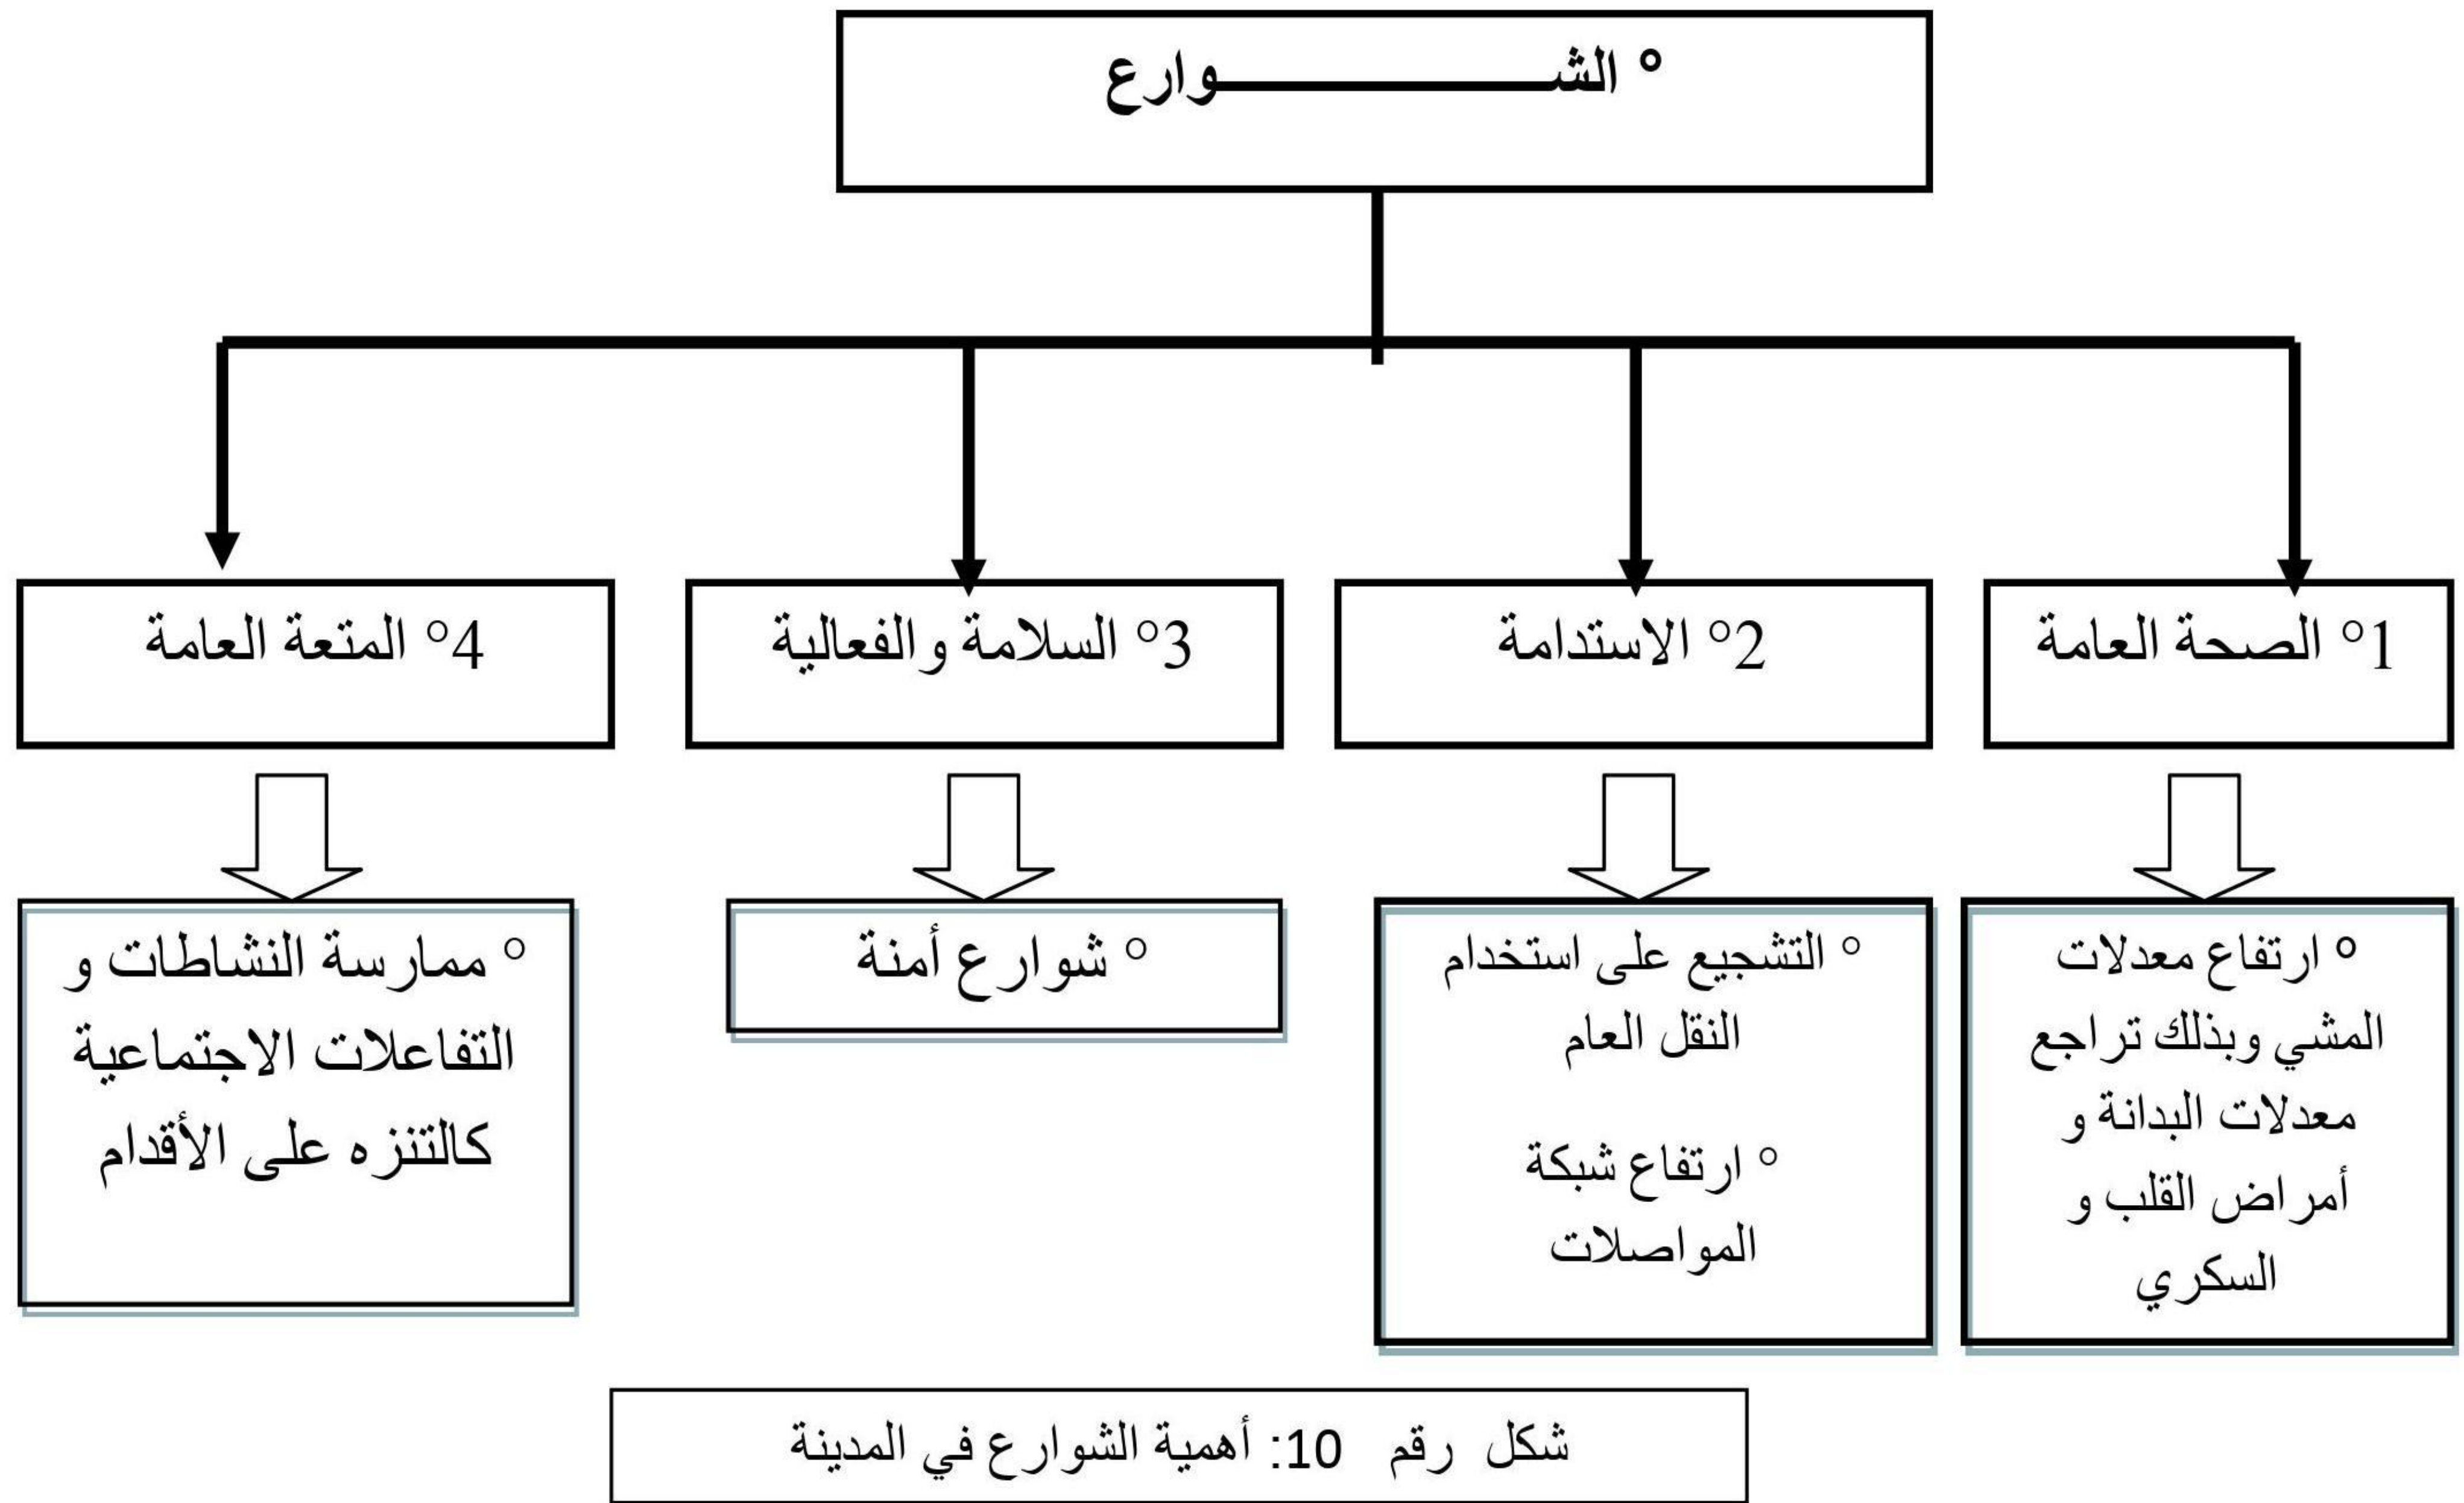 ° الشـــــــــــــــوارع
1° الصحة العامة
2° الاستدامة
3° السلامة والفعالية
4° المتعة العامة
° ارتفاع معدلات
المشي وبذلك تراجع
معدلات البدانة و
أمراض القلب و
السكري
° التشجيع على استخدام
النقل العام
° ارتفاع شبكة
المواصلات
° شوارع أمنة
° ممارسة النشاطات و
التفاعلات الاجتماعية
كالتنزه على الأقدام
شكل رقم 10: أهمية الشوارع في المدينة